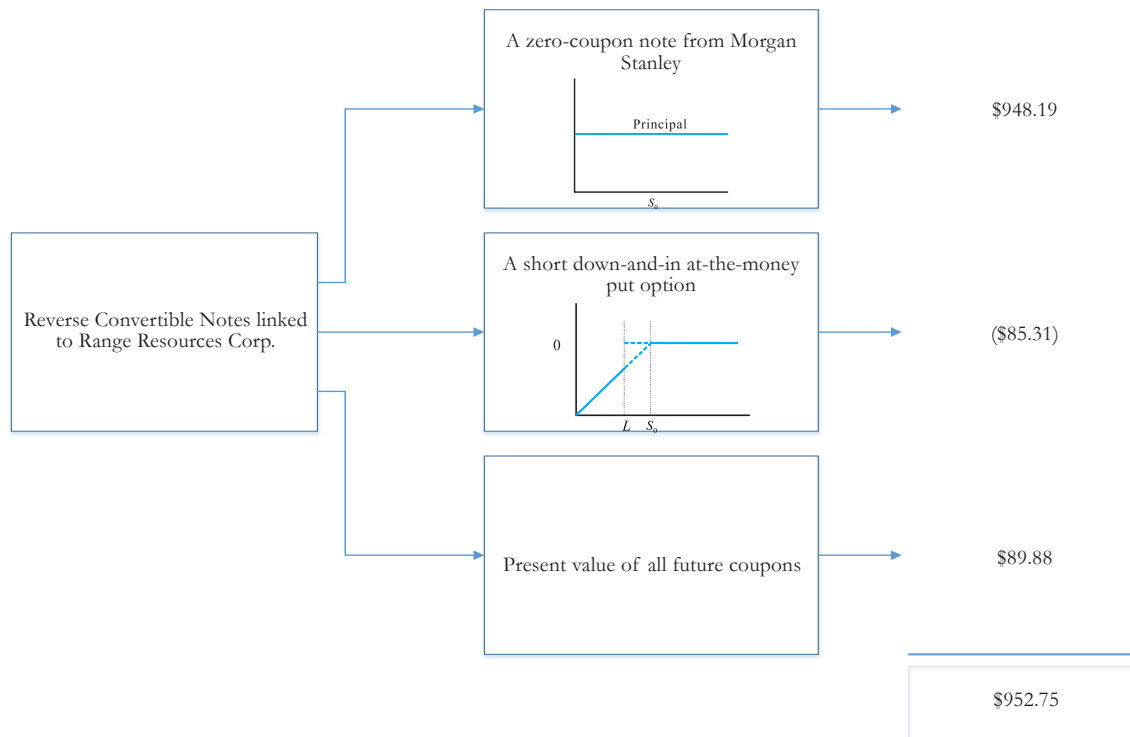 A zero-coupon note from Morgan
Stanley
Principal
S₀
$948.19
Reverse Convertible Notes linked
to Range Resources Corp.
A short down-and-in at-the-money
put option
0
L S₀
($85.31)
Present value of all future coupons
$89.88
$952.75